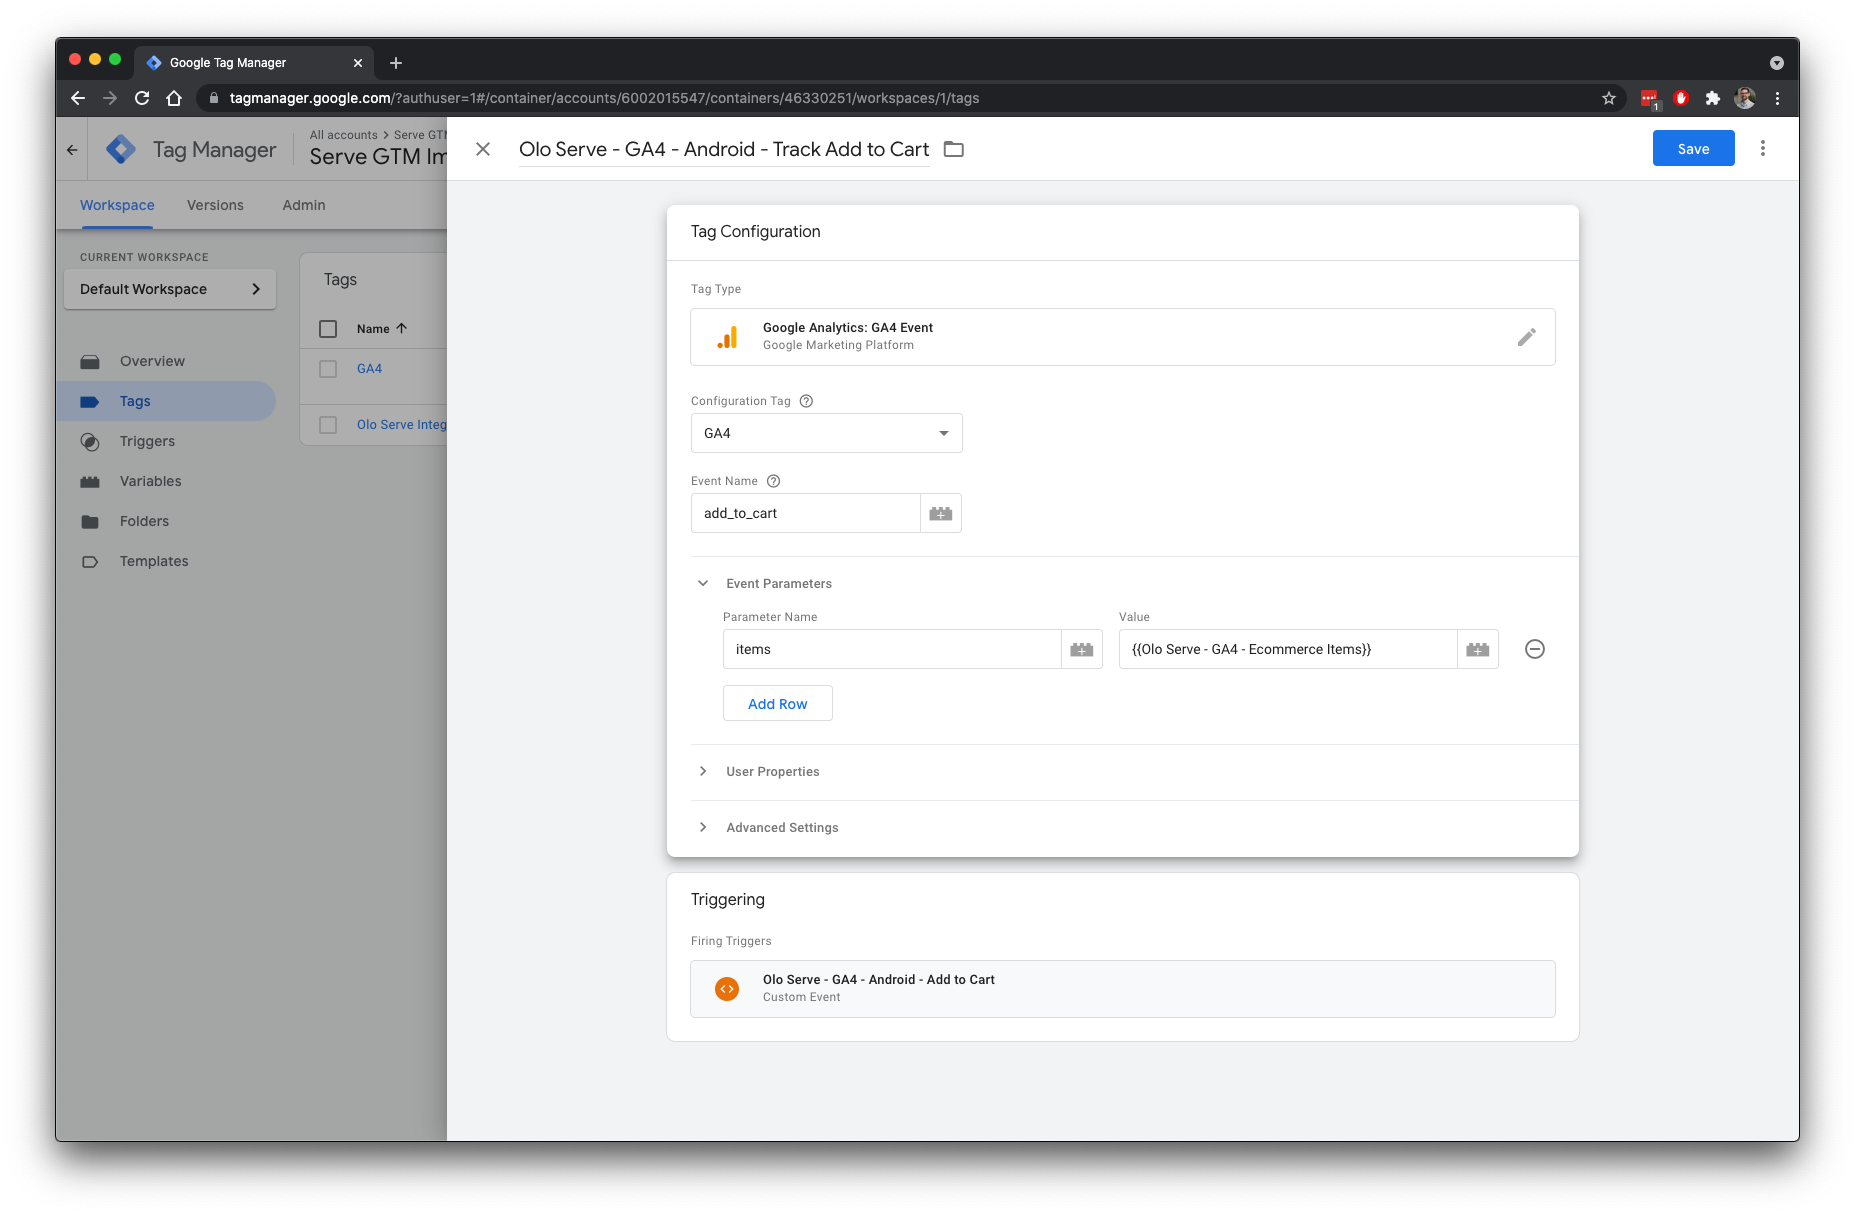 Google Tag Manager
tagmanager.google.com/?authuser=1#/container/accounts/6002015547/containers/46330251/workspaces/1/tags
1
Tag Manager
All accounts > Serve GTM
Serve GTM Im
Olo Serve - GA4 - Android - Track Add to Cart
Save
Workspace
Versions
Admin
CURRENT WORKSPACE
Default Workspace
Overview
Tags
Triggers
Variables
Folders
Templates
Tags
Name
GA4
Olo Serve Integ
Tag Configuration
Tag Type
Google Analytics: GA4 Event
Google Marketing Platform
Configuration Tag
GA4
Event Name
add_to_cart
Event Parameters
Parameter Name
Value
items
{{Olo Serve - GA4 - Ecommerce Items}}
Add Row
User Properties
Advanced Settings
Triggering
Firing Triggers
Olo Serve - GA4 - Android - Add to Cart
Custom Event